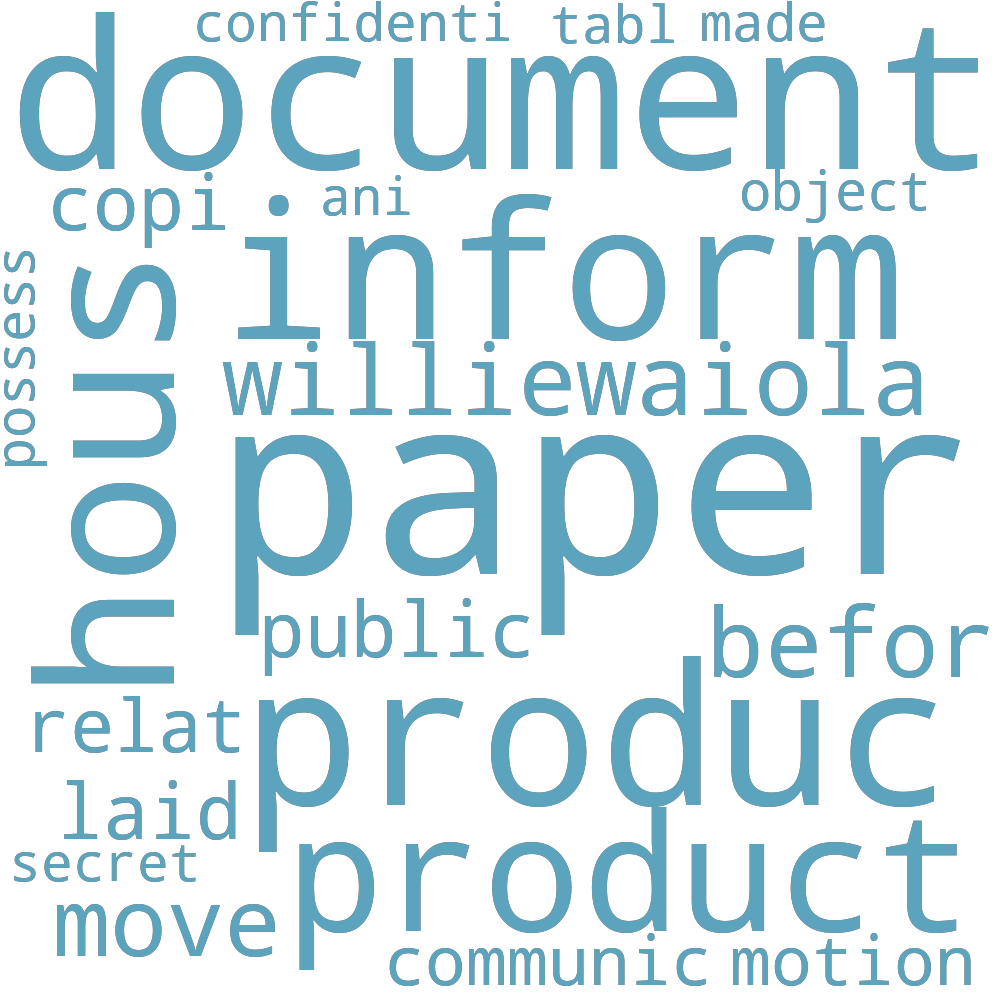 confidenti
tabl
made
document
copi
ani
object
inform
possess
hous
williewaiola
paper
public
befor
relat
produc
laid
product
secret
move
communic
motion